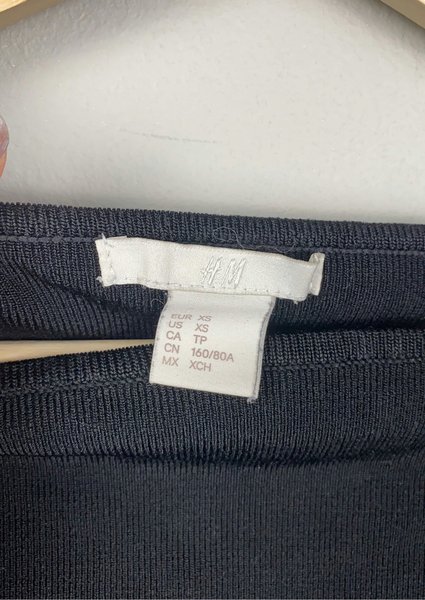 H M
EUR XS
US XS
CA TP
CN 160/80A
MX XCH